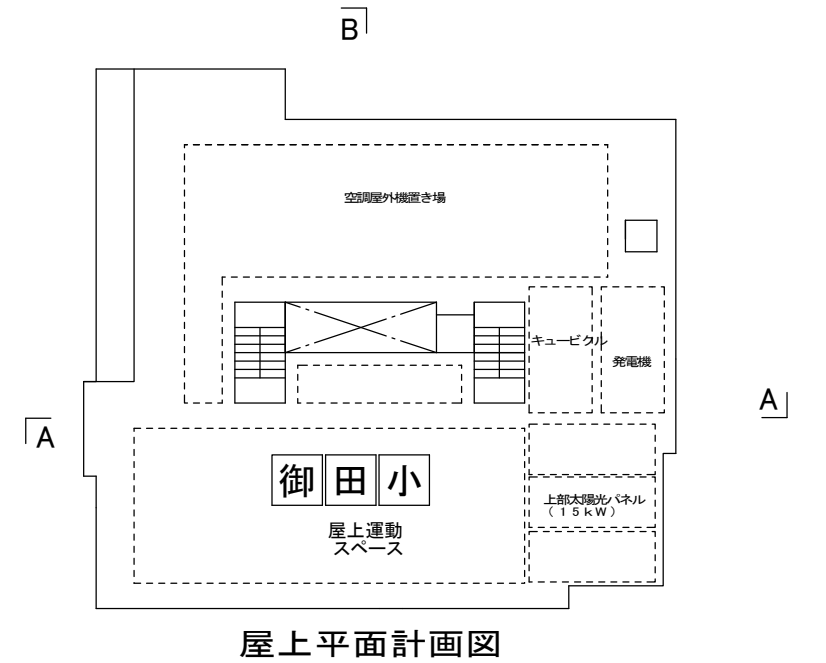 B
空調屋外機置き場
キュービクル
発電機
A
A
御田小
上部太陽光パネル
(15kW)
屋上運動
スペース
屋上平面計画図